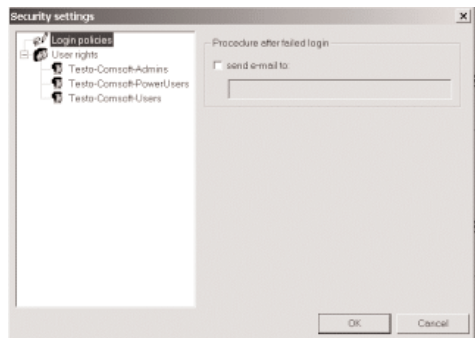 Security settings
Login policies
User rights
Testo-Comsoft-Admins
Testo-Comsoft-PowerUsers
Testo-Comsoft-Users
Procedure after failed login
send e-mail to:
OK
Cancel